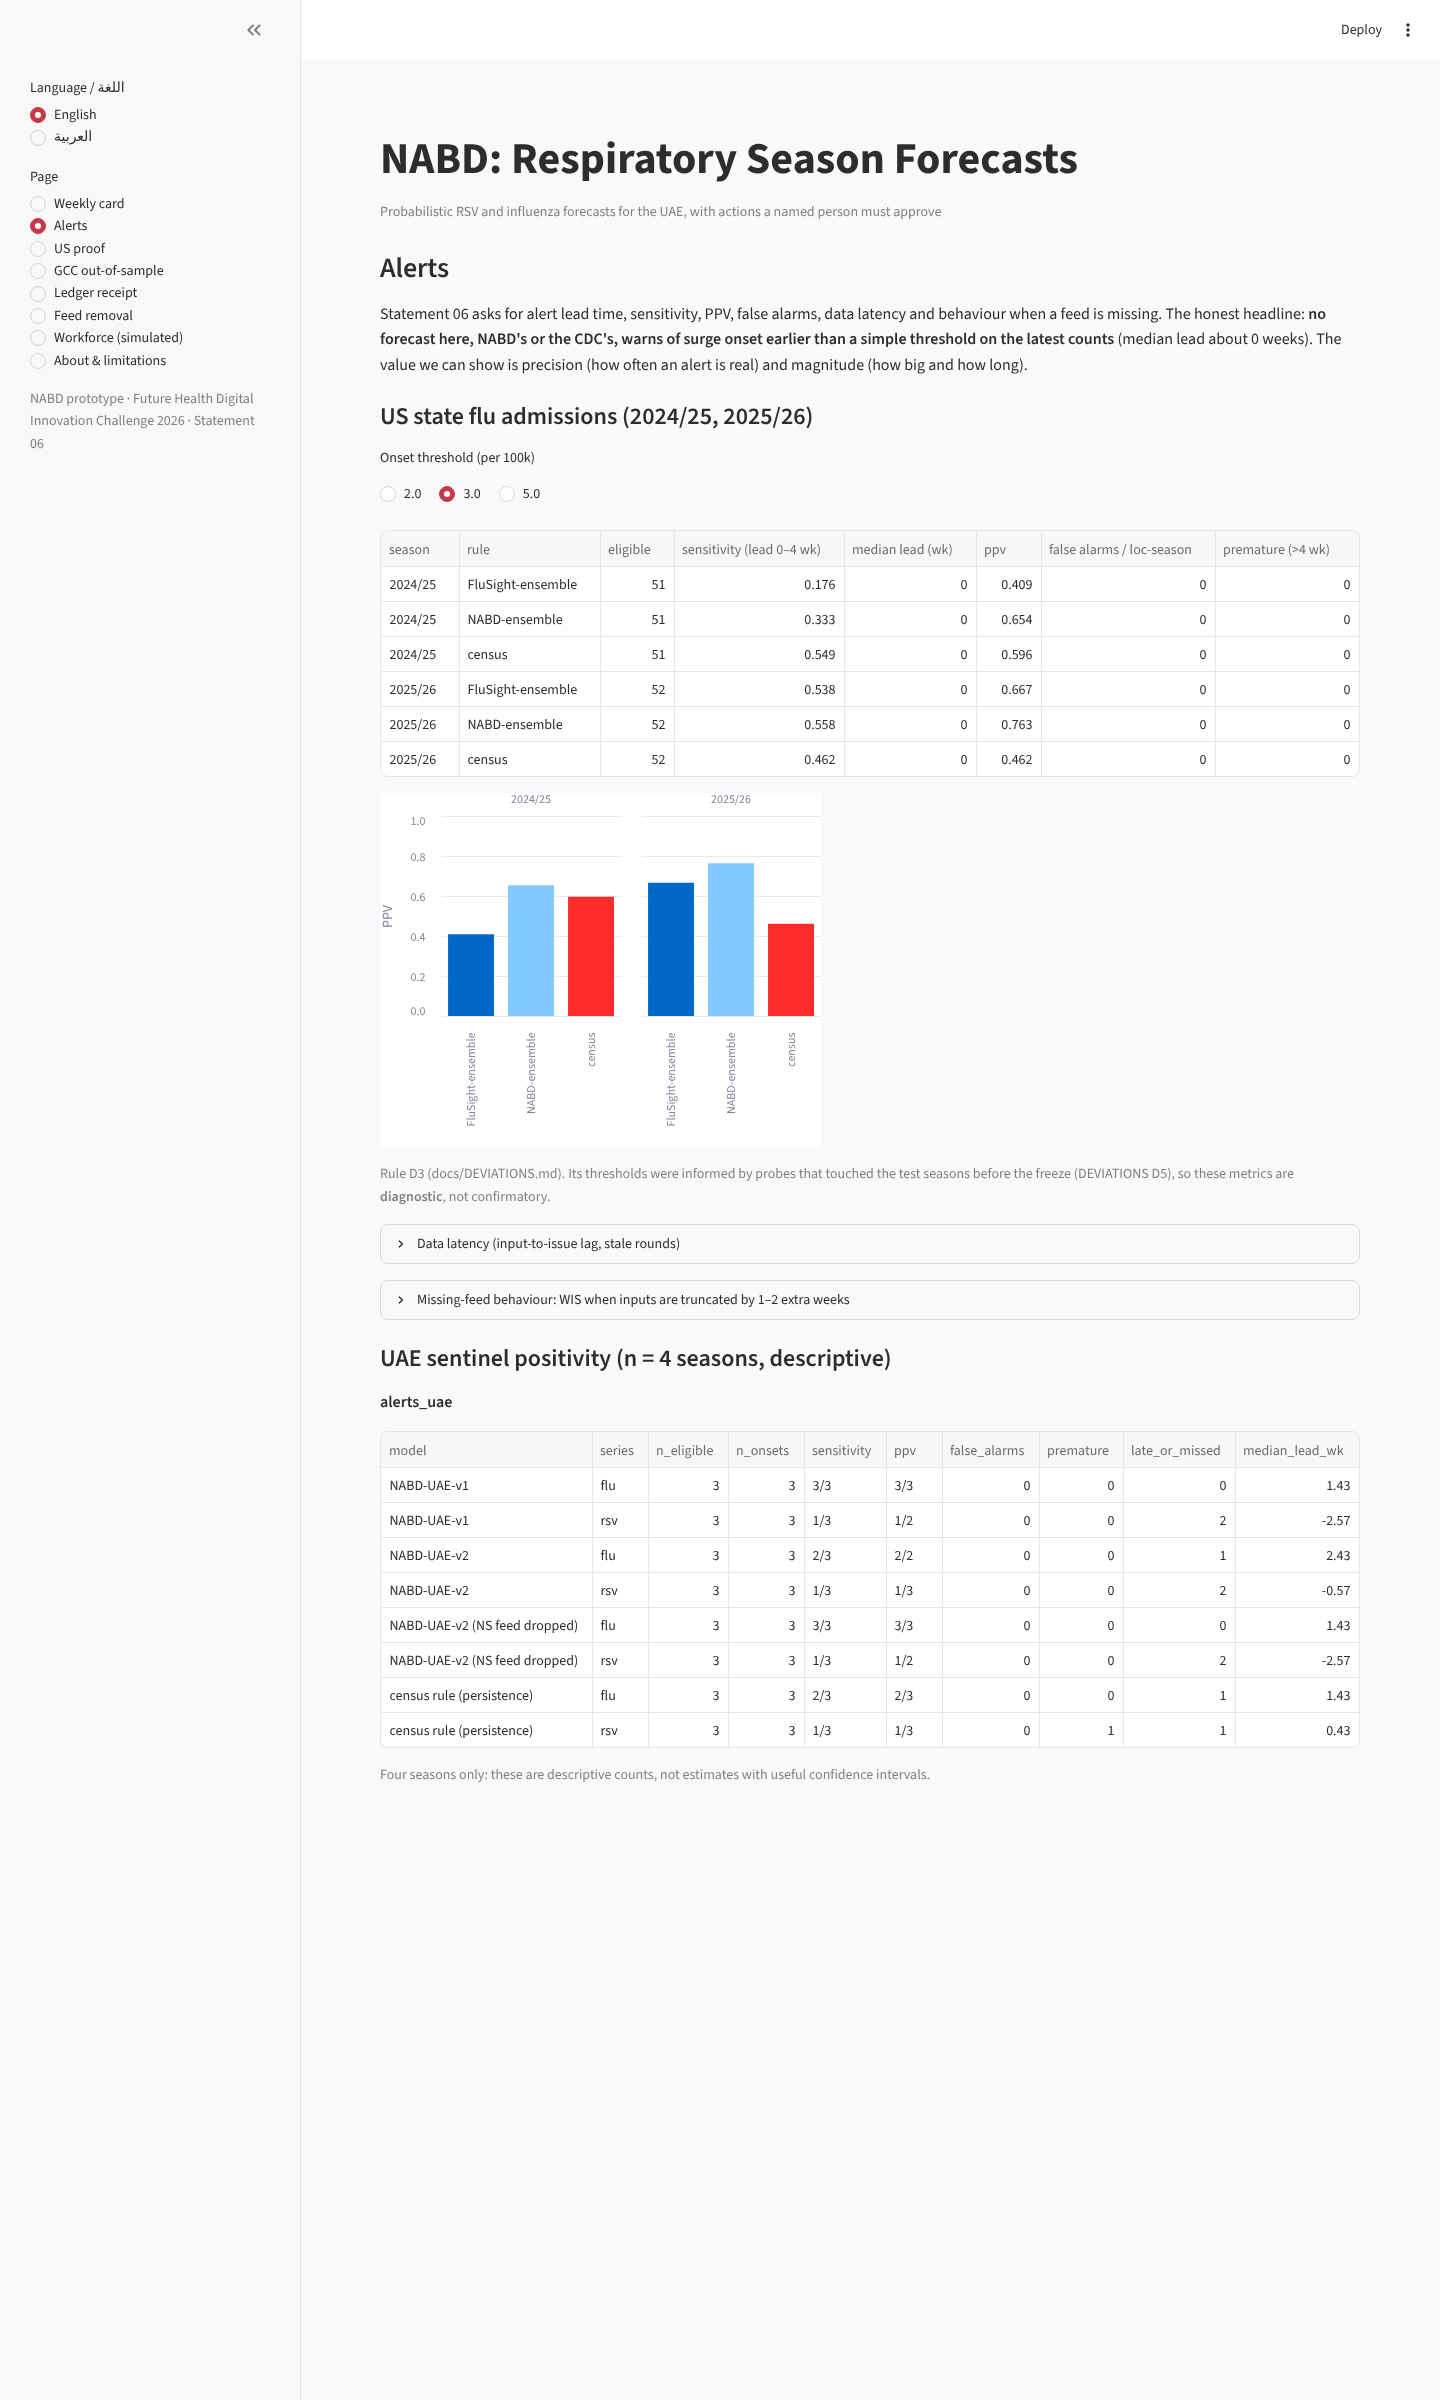 Deploy
Language / اللغة
English
العربية
Page
Weekly card
Alerts
US proof
GCC out-of-sample
Ledger receipt
Feed removal
Workforce (simulated)
About & limitations
NABD prototype · Future Health Digital
Innovation Challenge 2026 · Statement
06
NABD: Respiratory Season Forecasts
Probabilistic RSV and influenza forecasts for the UAE, with actions a named person must approve
Alerts
Statement 06 asks for alert lead time, sensitivity, PPV, false alarms, data latency and behaviour when a feed is missing. The honest headline: no
forecast here, NABD's or the CDC's, warns of surge onset earlier than a simple threshold on the latest counts (median lead about 0 weeks). The
value we can show is precision (how often an alert is real) and magnitude (how big and how long).
US state flu admissions (2024/25, 2025/26)
Onset threshold (per 100k)
2.0 3.0 5.0
season rule eligible sensitivity (lead 0–4 wk) median lead (wk) ppv false alarms / loc-season premature (>4 wk)
2024/25 FluSight-ensemble 51 0.176 0 0.409 0 0
2024/25 NABD-ensemble 51 0.333 0 0.654 0 0
2024/25 census 51 0.549 0 0.596 0 0
2025/26 FluSight-ensemble 52 0.538 0 0.667 0 0
2025/26 NABD-ensemble 52 0.558 0 0.763 0 0
2025/26 census 52 0.462 0 0.462 0 0
2024/25 2025/26
1.0
0.8
0.6
0.4
0.2
0.0
PPV
FluSight-ensemble
NABD-ensemble
census
FluSight-ensemble
NABD-ensemble
census
Rule D3 (docs/DEVIATIONS.md). Its thresholds were informed by probes that touched the test seasons before the freeze (DEVIATIONS D5), so these metrics are
diagnostic, not confirmatory.
Data latency (input-to-issue lag, stale rounds)
Missing-feed behaviour: WIS when inputs are truncated by 1–2 extra weeks
UAE sentinel positivity (n = 4 seasons, descriptive)
alerts_uae
model series n_eligible n_onsets sensitivity ppv false_alarms premature late_or_missed median_lead_wk
NABD-UAE-v1 flu 3 3 3/3 3/3 0 0 0 1.43
NABD-UAE-v1 rsv 3 3 1/3 1/2 0 0 2 -2.57
NABD-UAE-v2 flu 3 3 2/3 2/2 0 0 1 2.43
NABD-UAE-v2 rsv 3 3 1/3 1/3 0 0 2 -0.57
NABD-UAE-v2 (NS feed dropped) flu 3 3 3/3 3/3 0 0 0 1.43
NABD-UAE-v2 (NS feed dropped) rsv 3 3 1/3 1/2 0 0 2 -2.57
census rule (persistence) flu 3 3 2/3 2/3 0 0 1 1.43
census rule (persistence) rsv 3 3 1/3 1/3 0 1 1 0.43
Four seasons only: these are descriptive counts, not estimates with useful confidence intervals.